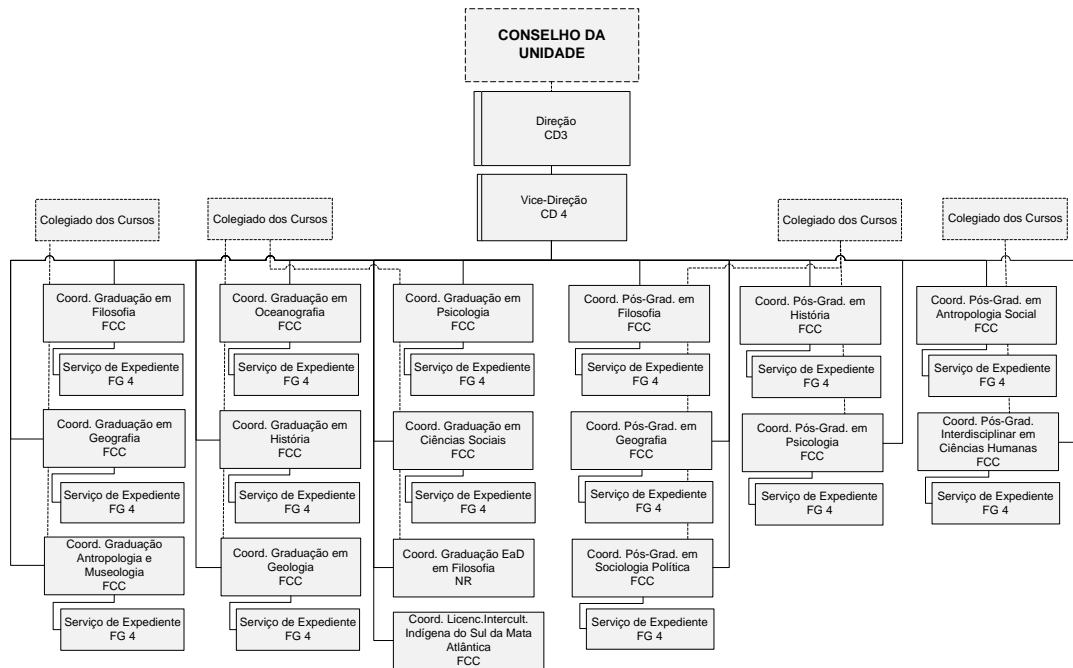 CONSELHO DA
UNIDADE
Direção
CD3
Vice-Direção
CD 4
Colegiado dos Cursos
Colegiado dos Cursos
Colegiado dos Cursos
Colegiado dos Cursos
Coord. Graduação em
Filosofia
FCC
Serviço de Expediente
FG 4
Coord. Graduação em
Geografia
FCC
Serviço de Expediente
FG 4
Coord. Graduação
Antropologia e
Museologia
FCC
Serviço de Expediente
FG 4
Coord. Graduação em
Oceanografia
FCC
Serviço de Expediente
FG 4
Coord. Graduação em
História
FCC
Serviço de Expediente
FG 4
Coord. Graduação em
Geologia
FCC
Serviço de Expediente
FG 4
Coord. Graduação em
Psicologia
FCC
Serviço de Expediente
FG 4
Coord. Graduação em
Ciências Sociais
FCC
Serviço de Expediente
FG 4
Coord. Graduação EaD
em Filosofia
NR
Coord. Licenc.Intercult.
Indígena do Sul da Mata
Atlântica
FCC
Coord. Pós-Grad. em
Filosofia
FCC
Serviço de Expediente
FG 4
Coord. Pós-Grad. em
Geografia
FCC
Serviço de Expediente
FG 4
Coord. Pós-Grad. em
Sociologia Política
FCC
Serviço de Expediente
FG 4
Coord. Pós-Grad. em
História
FCC
Serviço de Expediente
FG 4
Coord. Pós-Grad. em
Psicologia
FCC
Serviço de Expediente
FG 4
Coord. Pós-Grad. em
Antropologia Social
FCC
Serviço de Expediente
FG 4
Coord. Pós-Grad.
Interdisciplinar em
Ciências Humanas
FCC
Serviço de Expediente
FG 4